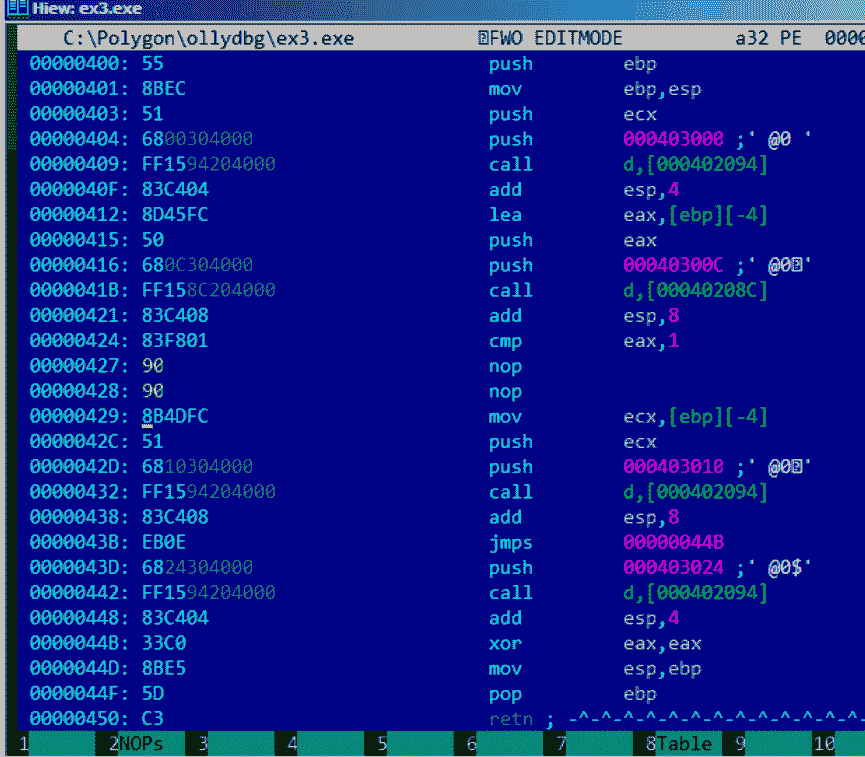 Hiew: ex3.exe
C:\Polygon\ollydbg\ex3.exe FWO EDITMODE a32 PE 0000
00000400: 55 push ebp
00000401: 8BEC mov ebp,esp
00000403: 51 push ecx
00000404: 6800304000 push 000403000 ;' @0 '
00000409: FF1594204000 call d,[000402094]
0000040F: 83C404 add esp,4
00000412: 8D45FC lea eax,[ebp][-4]
00000415: 50 push eax
00000416: 680C304000 push 00040300C ;' @0'
0000041B: FF158C204000 call d,[00040208C]
00000421: 83C408 add esp,8
00000424: 83F801 cmp eax,1
00000427: 90 nop
00000428: 90 nop
00000429: 8B4DFC mov ecx,[ebp][-4]
0000042C: 51 push ecx
0000042D: 6810304000 push 000403010 ;' @0'
00000432: FF1594204000 call d,[000402094]
00000438: 83C408 add esp,8
0000043B: EB0E jmps 00000044B
0000043D: 6824304000 push 000403024 ;' @0$'
00000442: FF1594204000 call d,[000402094]
00000448: 83C404 add esp,4
0000044B: 33C0 xor eax,eax
0000044D: 8BE5 mov esp,ebp
0000044F: 5D pop ebp
00000450: C3 retn ; -^-^-^-^-^-^-^-^-^-^-^-^-^-
1 2NOPs 3 4 5 6 7 8Table 9 10